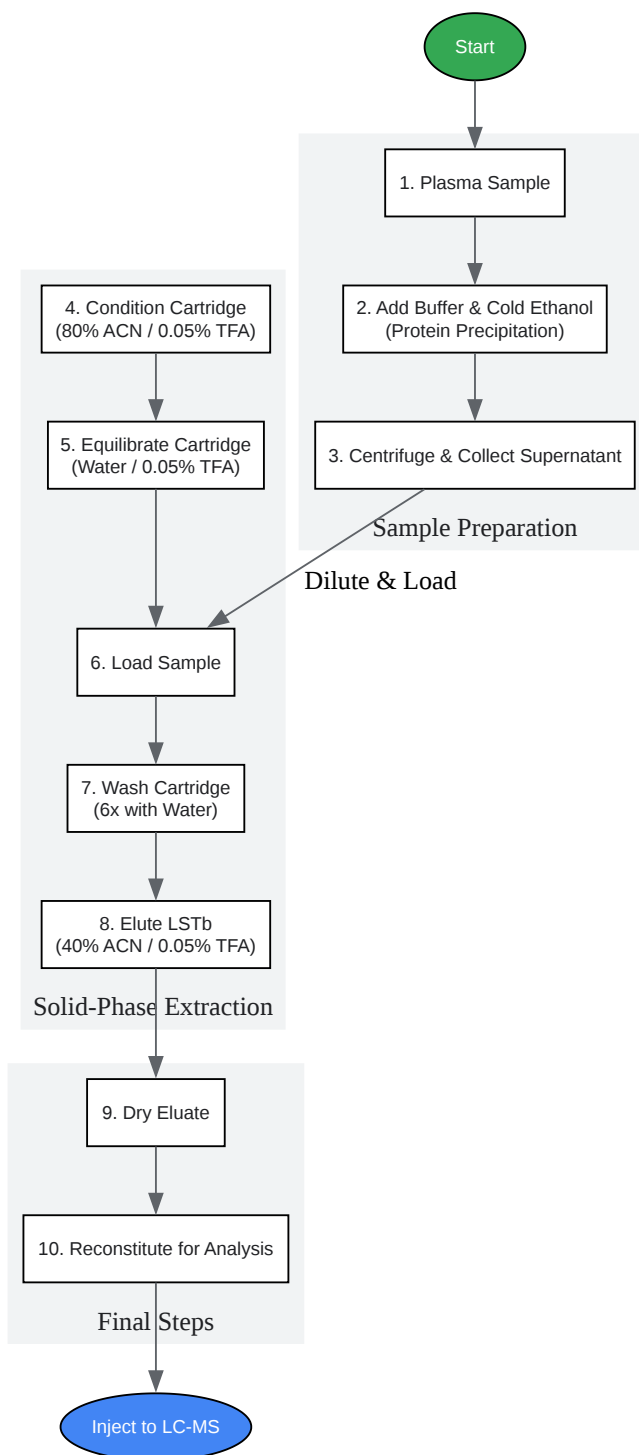 Start
1. Plasma Sample
2. Add Buffer & Cold Ethanol
(Protein Precipitation)
3. Centrifuge & Collect Supernatant
Sample Preparation
Dilute & Load
4. Condition Cartridge
(80% ACN / 0.05% TFA)
5. Equilibrate Cartridge
(Water / 0.05% TFA)
6. Load Sample
7. Wash Cartridge
(6x with Water)
8. Elute LSTb
(40% ACN / 0.05% TFA)
Solid-Phase Extraction
9. Dry Eluate
10. Reconstitute for Analysis
Final Steps
Inject to LC-MS